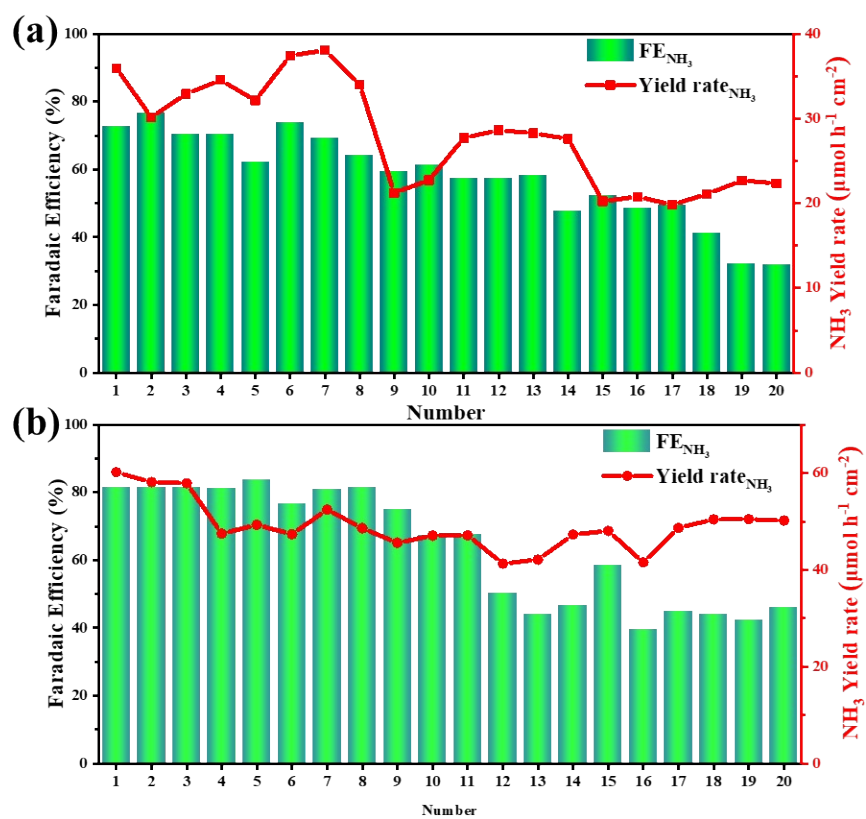 (a)
Faradaic Efficiency (%)
100
80
60
40
20
0
FE_NH₃
Yield rate_NH₃
40
30
20
10
0
NH₃ Yield rate (μmol h⁻¹ cm⁻²)
1 2 3 4 5 6 7 8 9 10 11 12 13 14 15 16 17 18 19 20
Number
(b)
Faradaic Efficiency (%)
100
80
60
40
20
0
FE_NH₃
Yield rate_NH₃
60
40
20
0
NH₃ Yield rate (μmol h⁻¹ cm⁻²)
1 2 3 4 5 6 7 8 9 10 11 12 13 14 15 16 17 18 19 20
Number